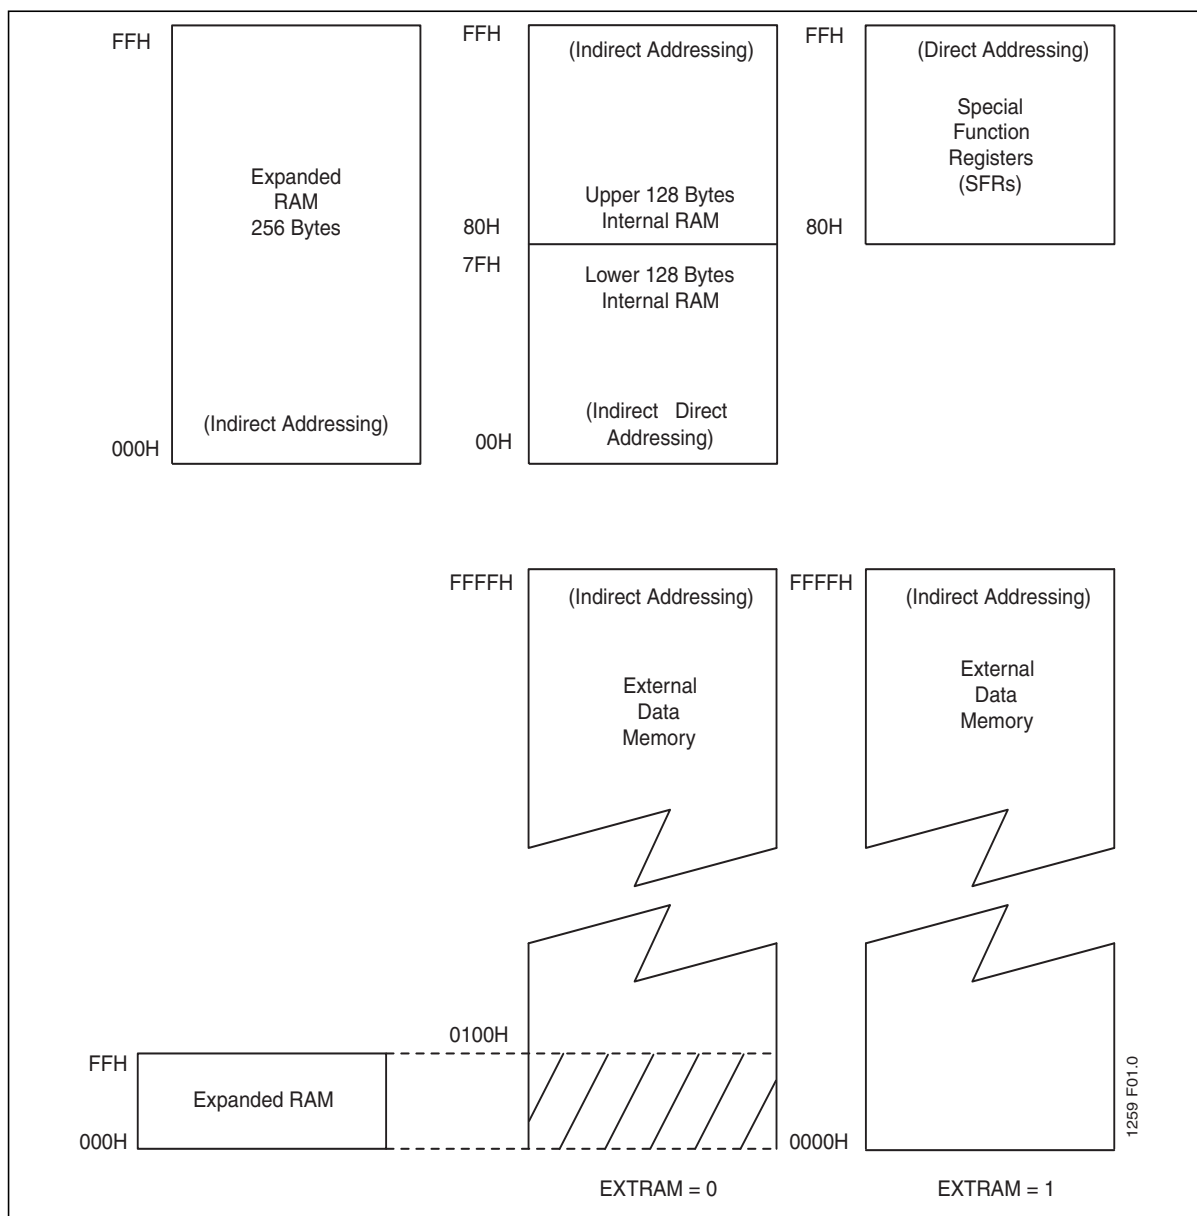 FFH
Expanded
RAM
256 Bytes
(Indirect Addressing)
000H
FFH
(Indirect Addressing)
Upper 128 Bytes
Internal RAM
80H
7FH
Lower 128 Bytes
Internal RAM
(Indirect Direct
Addressing)
00H
FFH
(Direct Addressing)
Special
Function
Registers
(SFRs)
80H
FFFFH
(Indirect Addressing)
External
Data
Memory
FFFFH
(Indirect Addressing)
External
Data
Memory
0100H
FFH
Expanded RAM
000H
0000H
EXTRAM = 0
EXTRAM = 1
1259 F01.0